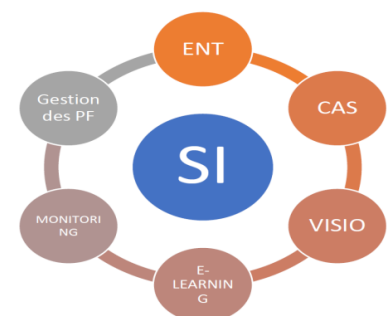 ENT
CAS
VISIO
E-
LEARNIN
G
MONITORI
NG
Gestion
des PF
SI